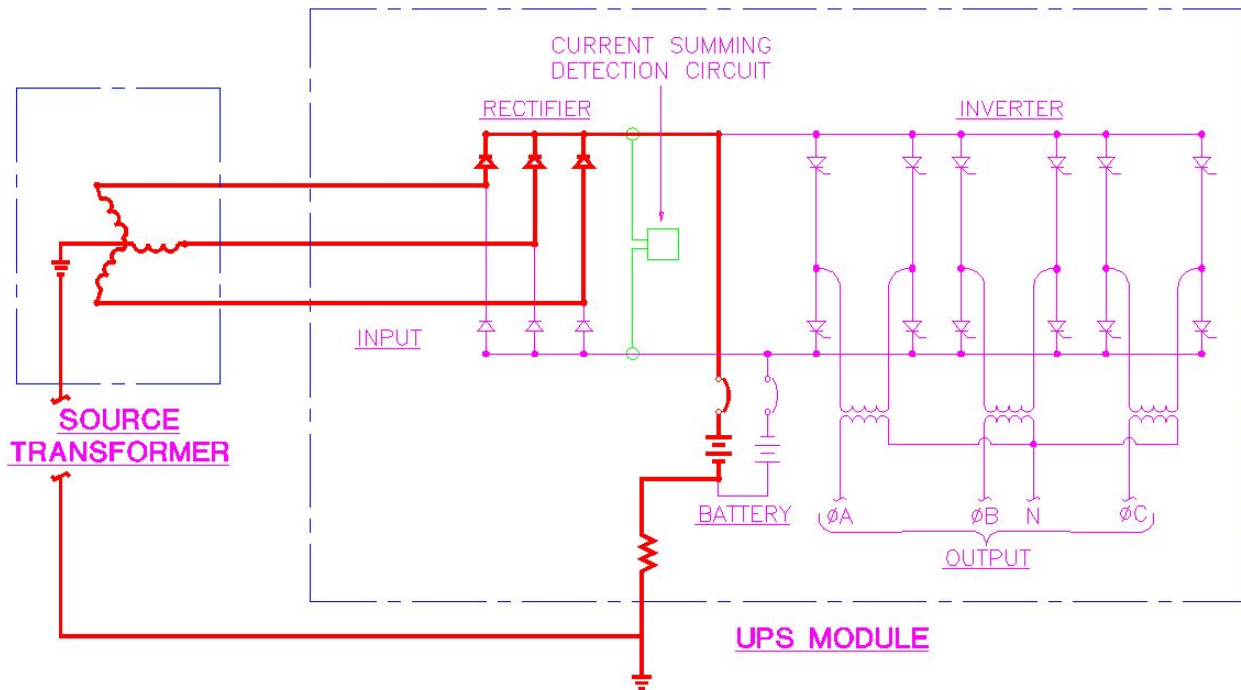 CURRENT SUMMING
DETECTION CIRCUIT
RECTIFIER
INVERTER
INPUT
SOURCE
TRANSFORMER
BATTERY
ØA
ØB
N
ØC
OUTPUT
UPS MODULE